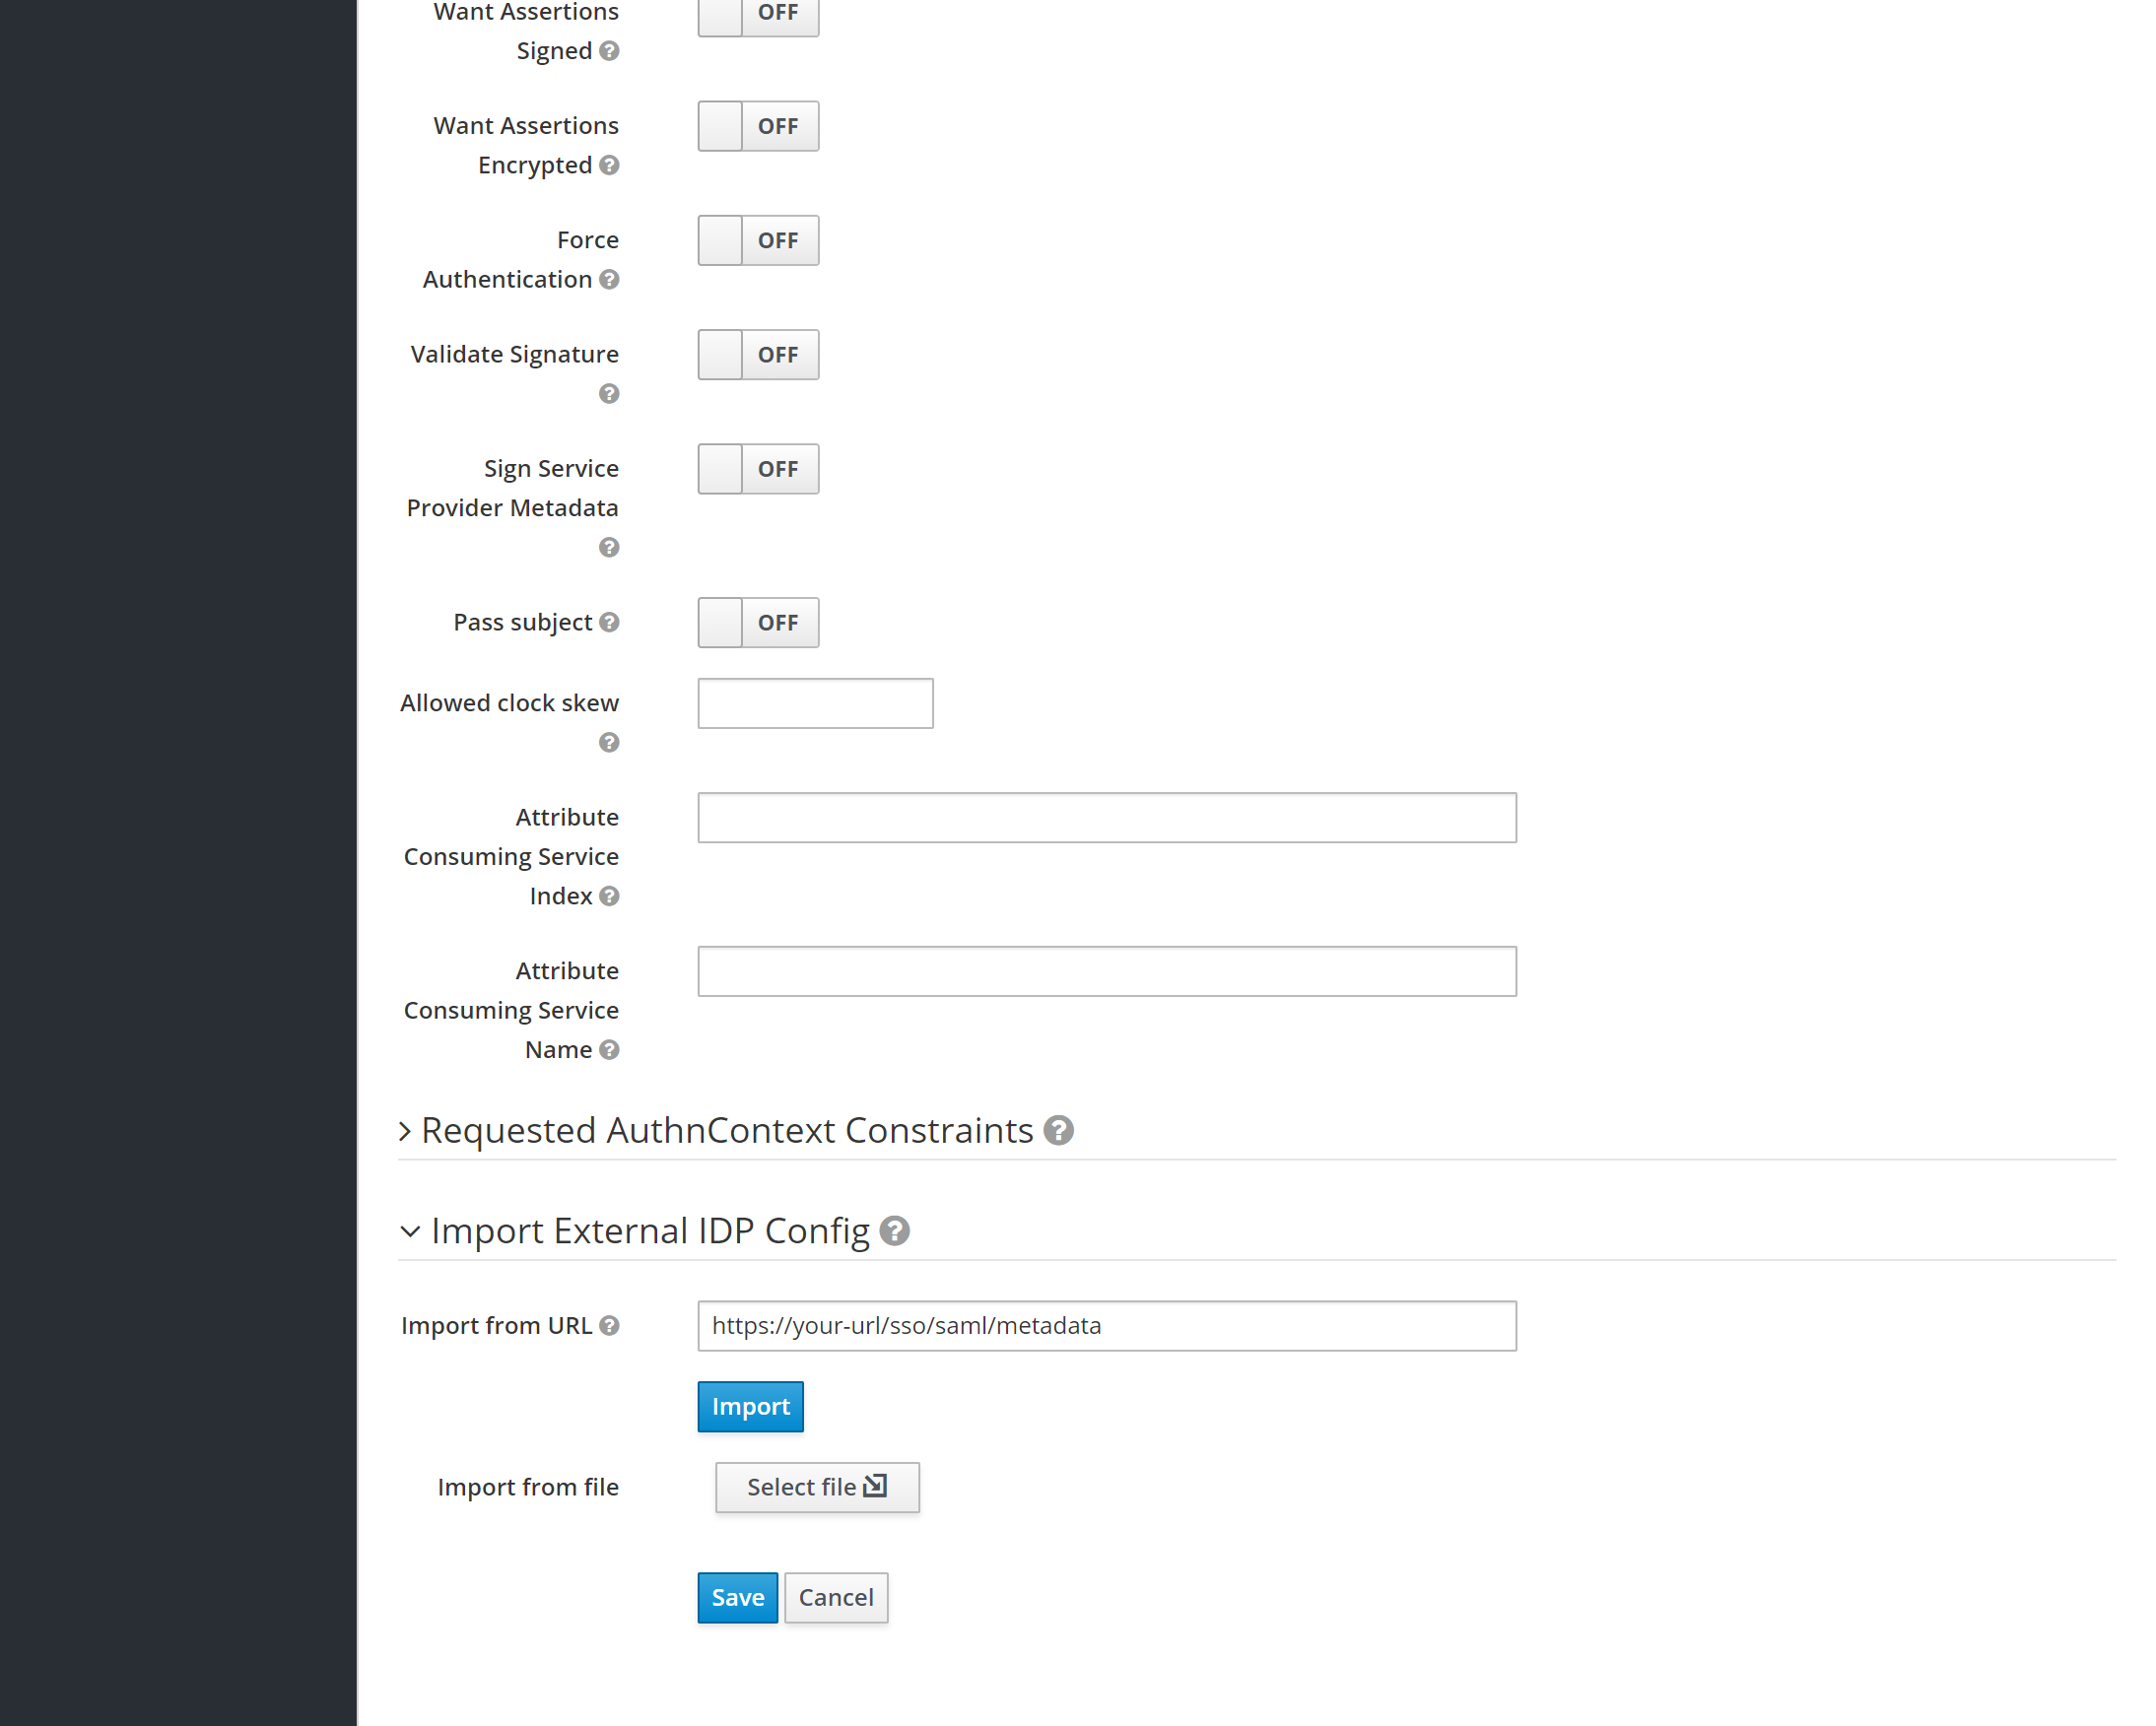 Want Assertions OFF
Signed
Want Assertions OFF
Encrypted
Force OFF
Authentication
Validate Signature OFF
Sign Service OFF
Provider Metadata
Pass subject OFF
Allowed clock skew
Attribute
Consuming Service
Index
Attribute
Consuming Service
Name
Requested AuthnContext Constraints
Import External IDP Config
Import from URL https://your-url/sso/saml/metadata
Import
Import from file Select file
Save Cancel